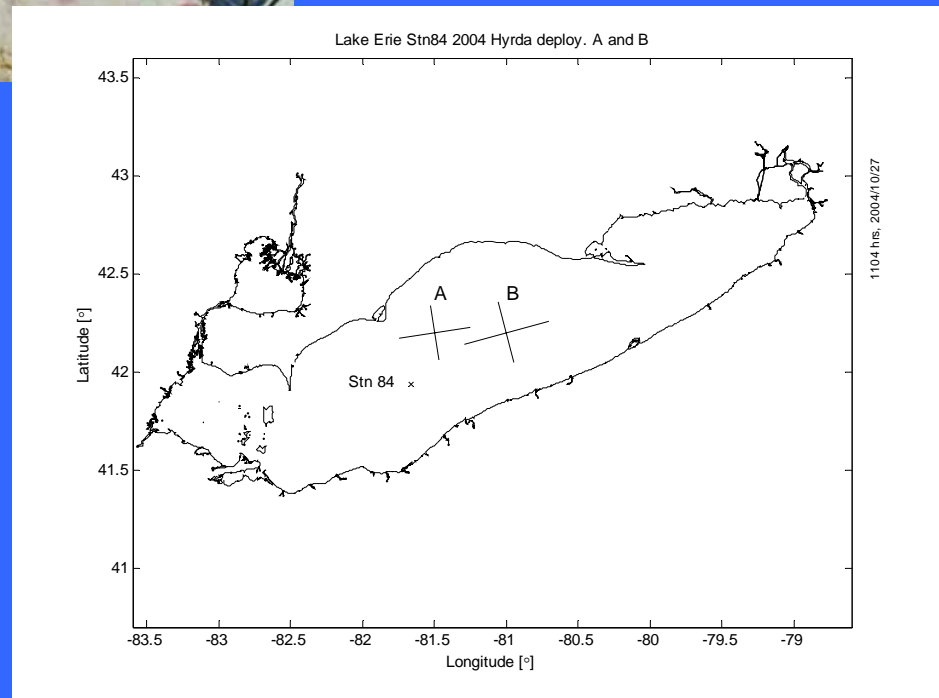 Lake Erie Stn84 2004 Hyrda deploy. A and B
43.5
43
42.5
42
41.5
41
Latitude [°]
A
B
Stn 84
1104 hrs, 2004/10/27
-83.5 -83 -82.5 -82 -81.5 -81 -80.5 -80 -79.5 -79
Longitude [°]